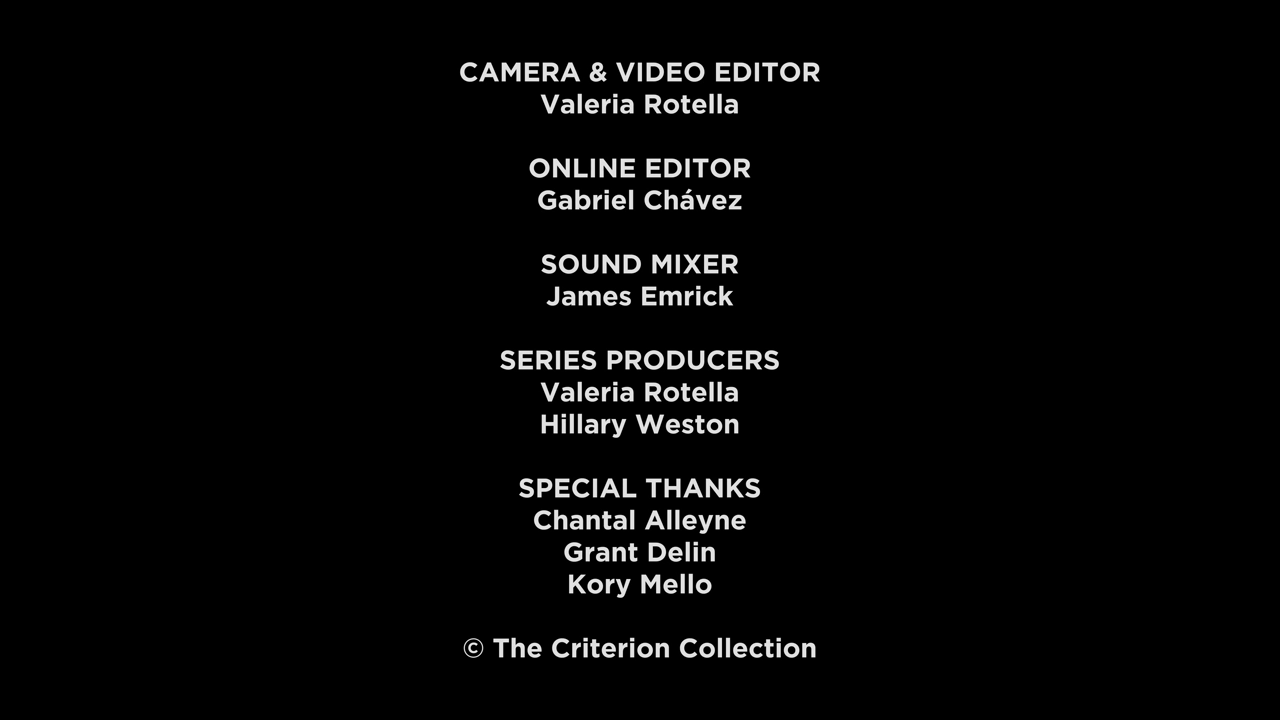 CAMERA & VIDEO EDITOR
Valeria Rotella
ONLINE EDITOR
Gabriel Chávez
SOUND MIXER
James Emrick
SERIES PRODUCERS
Valeria Rotella
Hillary Weston
SPECIAL THANKS
Chantal Alleyne
Grant Delin
Kory Mello
© The Criterion Collection